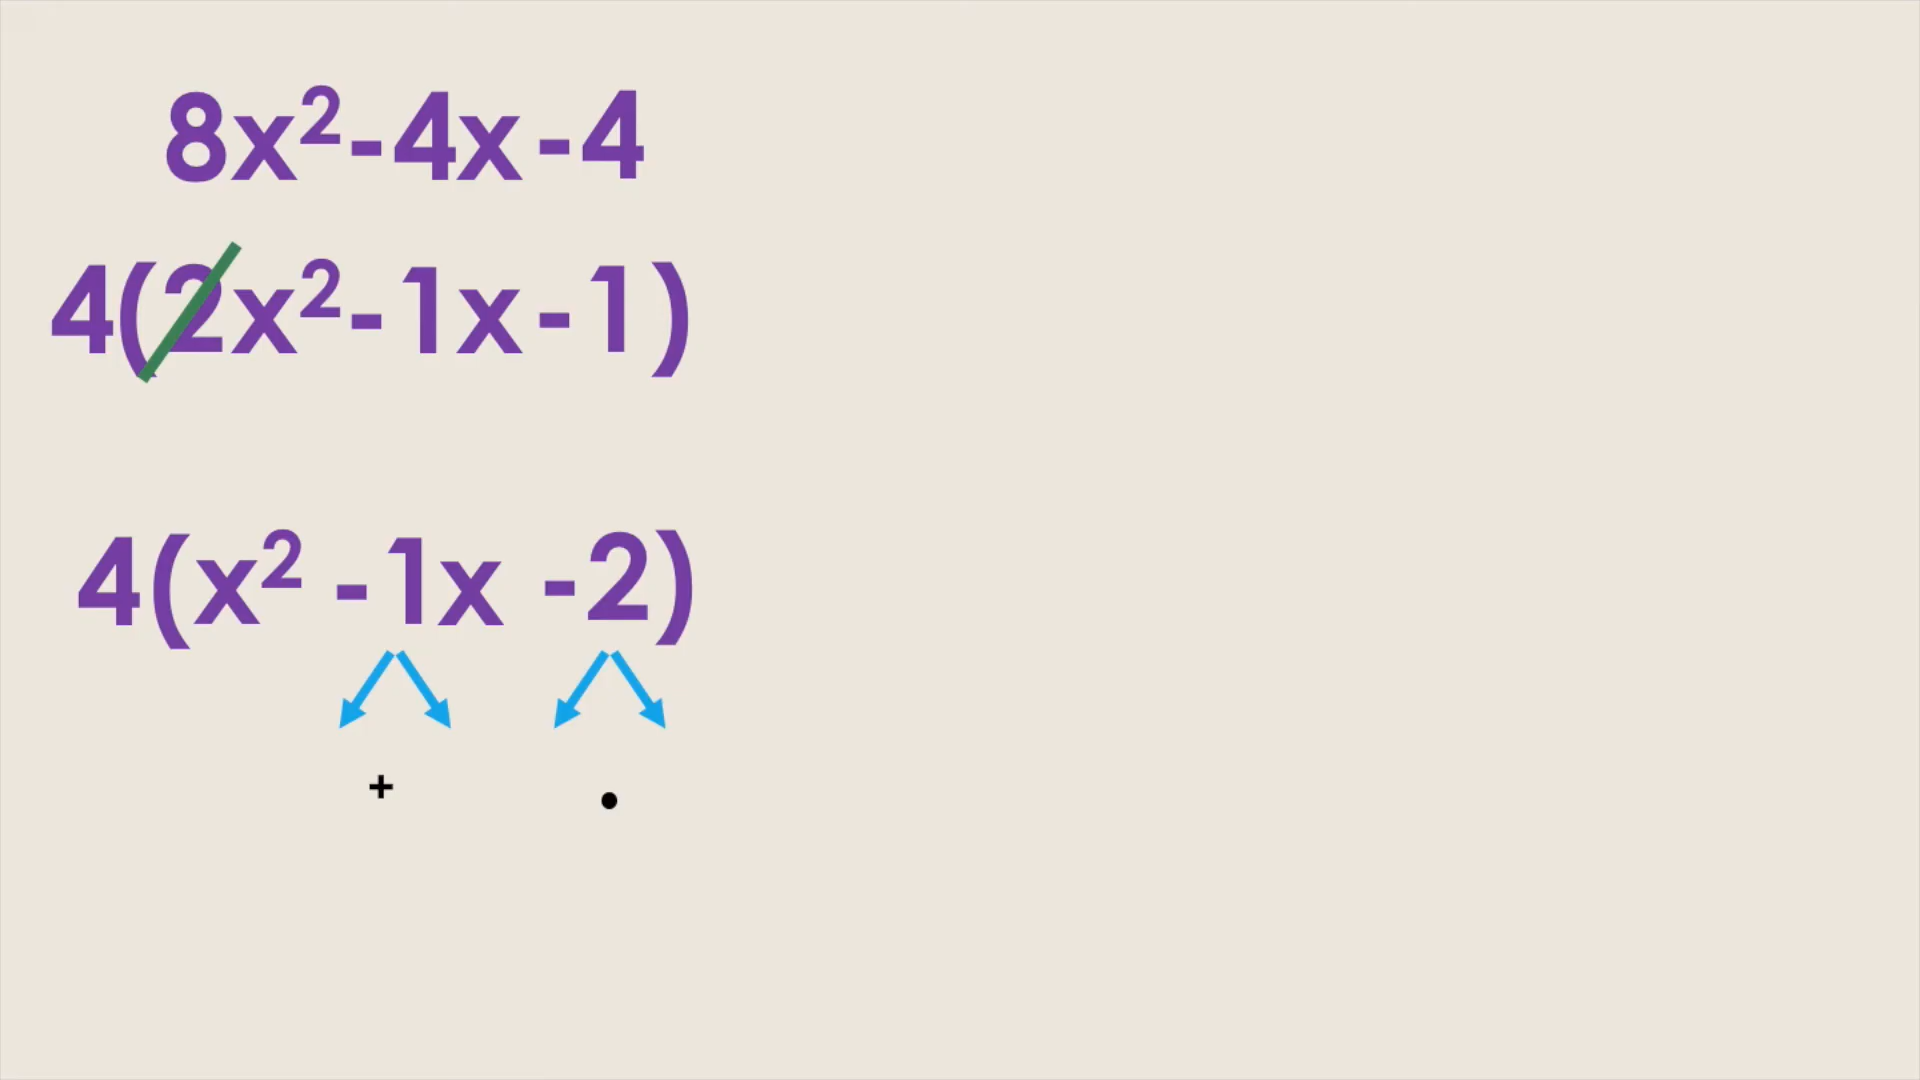 8x²-4x-4
4(2x²-1x-1)
4(x² -1x -2)
+ •